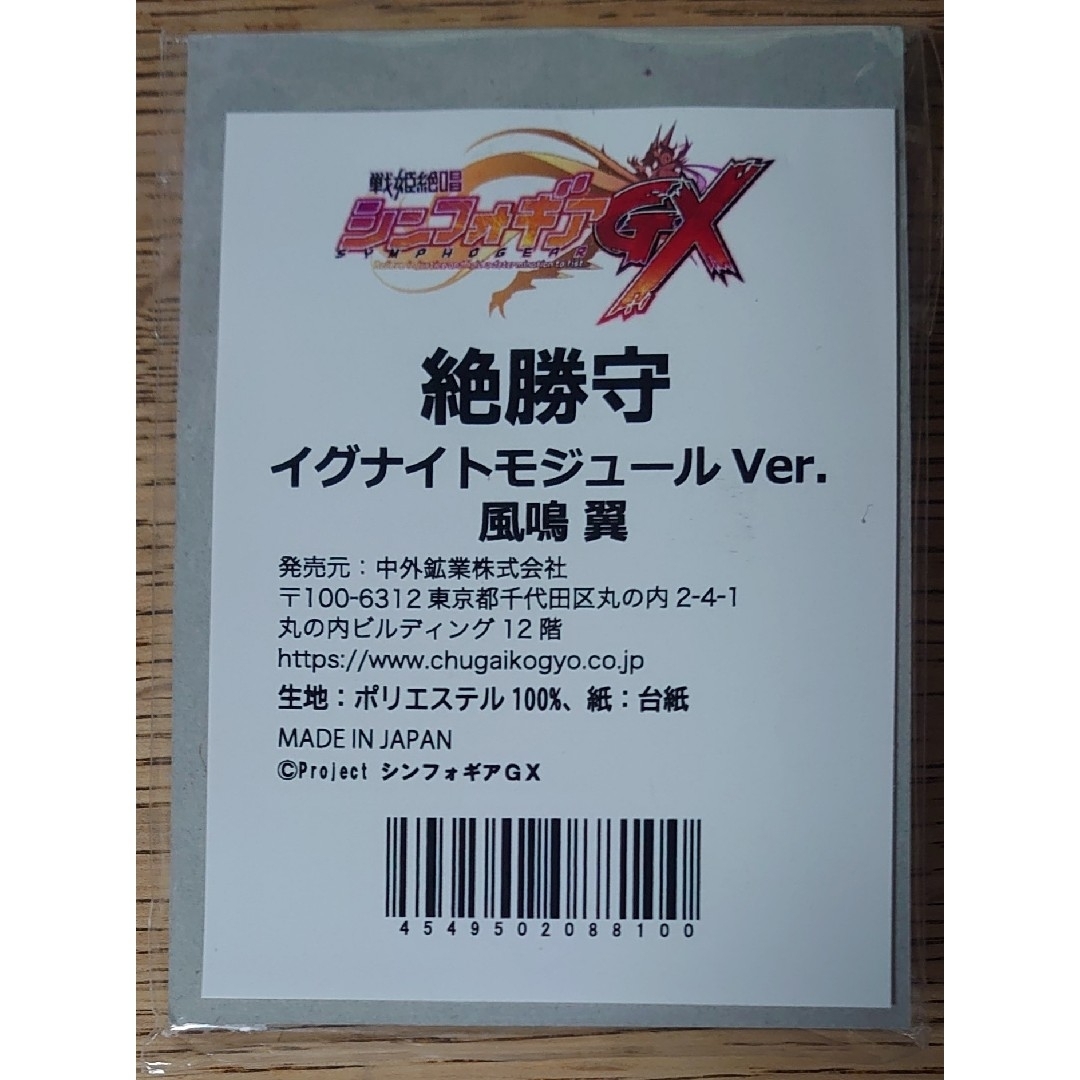 戦姫絶唱
シンフォギアGX
SYMPHOGEAR
絶勝守
イグナイトモジュール Ver.
風鳴 翼
発売元：中外鉱業株式会社
〒100-6312 東京都千代田区丸の内 2-4-1
丸の内ビルディング 12 階
https://www.chugaikogyo.co.jp
生地：ポリエステル 100%、紙：台紙
MADE IN JAPAN
©Project シンフォギアGX
4549502088100